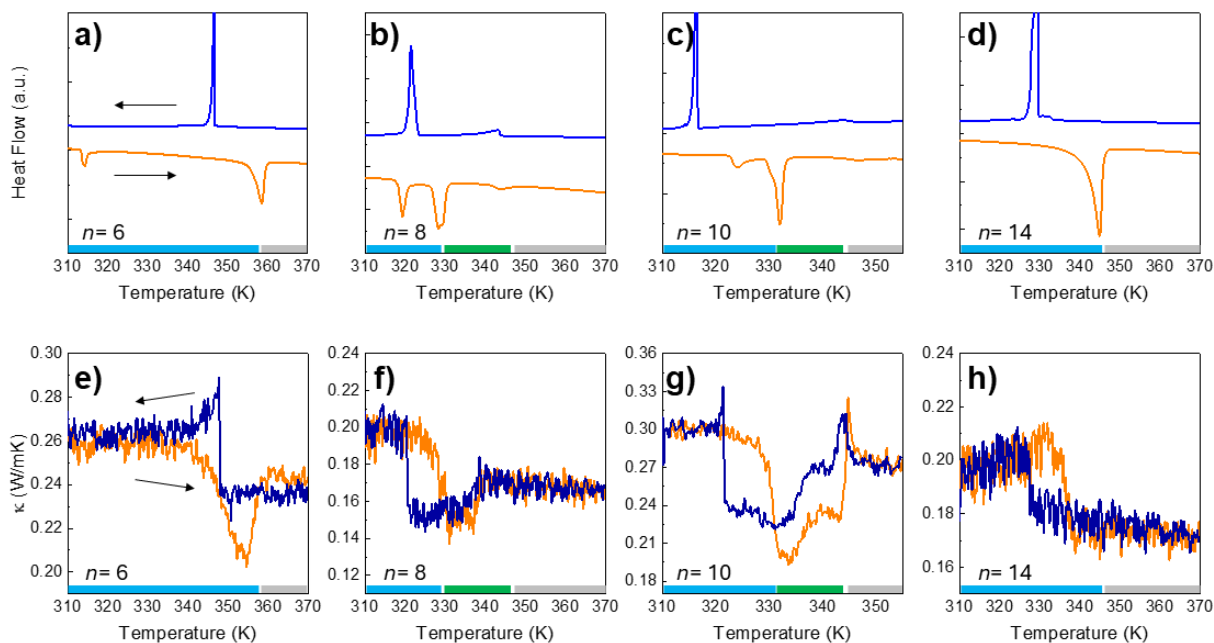 a) b) c) d)
Heat Flow (a.u.)
n= 6 n= 8 n= 10 n= 14
310 320 330 340 350 360 370 310 320 330 340 350 360 370 310 320 330 340 350 310 320 330 340 350 360 370
Temperature (K) Temperature (K) Temperature (K) Temperature (K)
e) f) g) h)
κ (W/mK)
0.30 0.24 0.36 0.24
0.28 0.22 0.33 0.22
0.26 0.20 0.30 0.20
0.24 0.18 0.27 0.18
0.22 0.16 0.24 0.16
0.20 0.14 0.21
0.12 0.18
n= 6 n= 8 n= 10 n= 14
310 320 330 340 350 360 370 310 320 330 340 350 360 370 310 320 330 340 350 310 320 330 340 350 360 370
Temperature (K) Temperature (K) Temperature (K) Temperature (K)